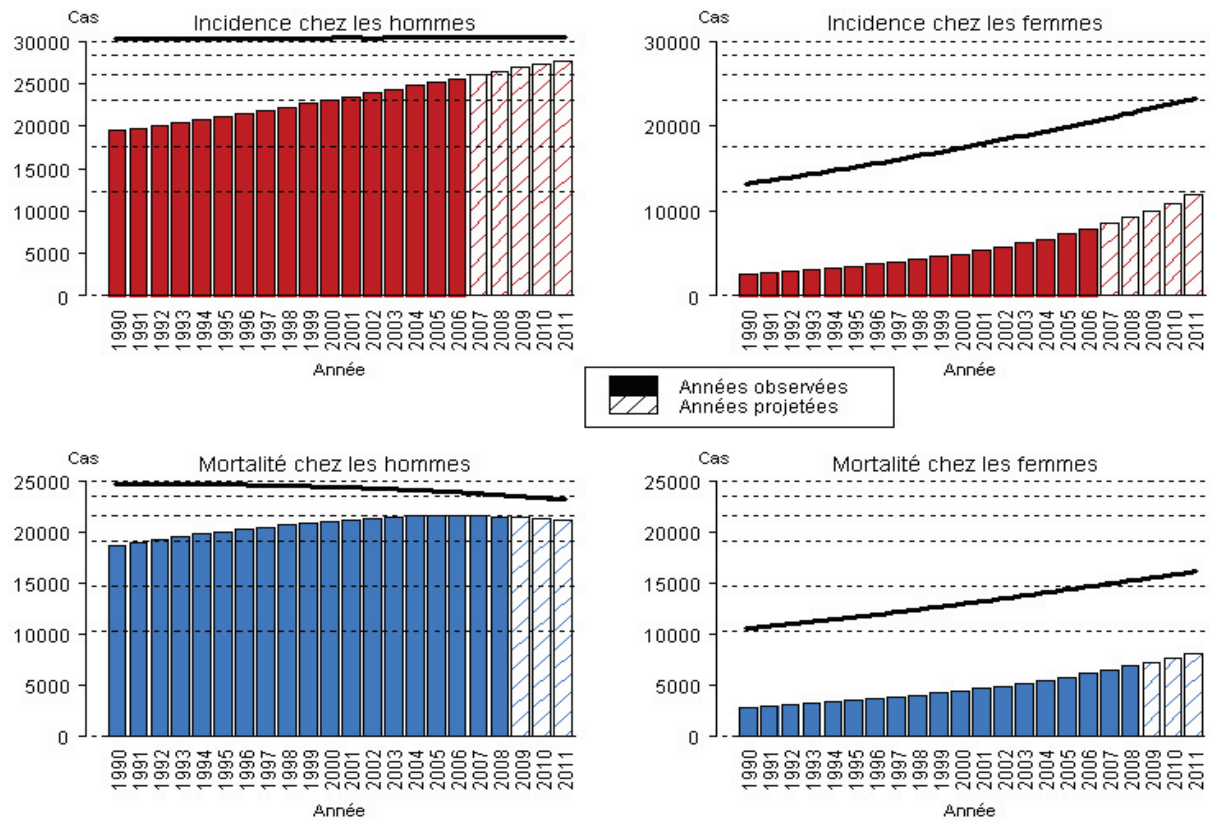 Cas
Incidence chez les hommes
30000
25000
20000
15000
10000
5000
0
1990 1991 1992 1993 1994 1995 1996 1997 1998 1999 2000 2001 2002 2003 2004 2005 2006 2007 2008 2009 2010 2011
Année
Cas
Incidence chez les femmes
30000
20000
10000
0
1990 1991 1992 1993 1994 1995 1996 1997 1998 1999 2000 2001 2002 2003 2004 2005 2006 2007 2008 2009 2010 2011
Année
Années observées
Années projetées
Cas
Mortalité chez les hommes
25000
20000
15000
10000
5000
0
1990 1991 1992 1993 1994 1995 1996 1997 1998 1999 2000 2001 2002 2003 2004 2005 2006 2007 2008 2009 2010 2011
Année
Cas
Mortalité chez les femmes
25000
20000
15000
10000
5000
0
1990 1991 1992 1993 1994 1995 1996 1997 1998 1999 2000 2001 2002 2003 2004 2005 2006 2007 2008 2009 2010 2011
Année